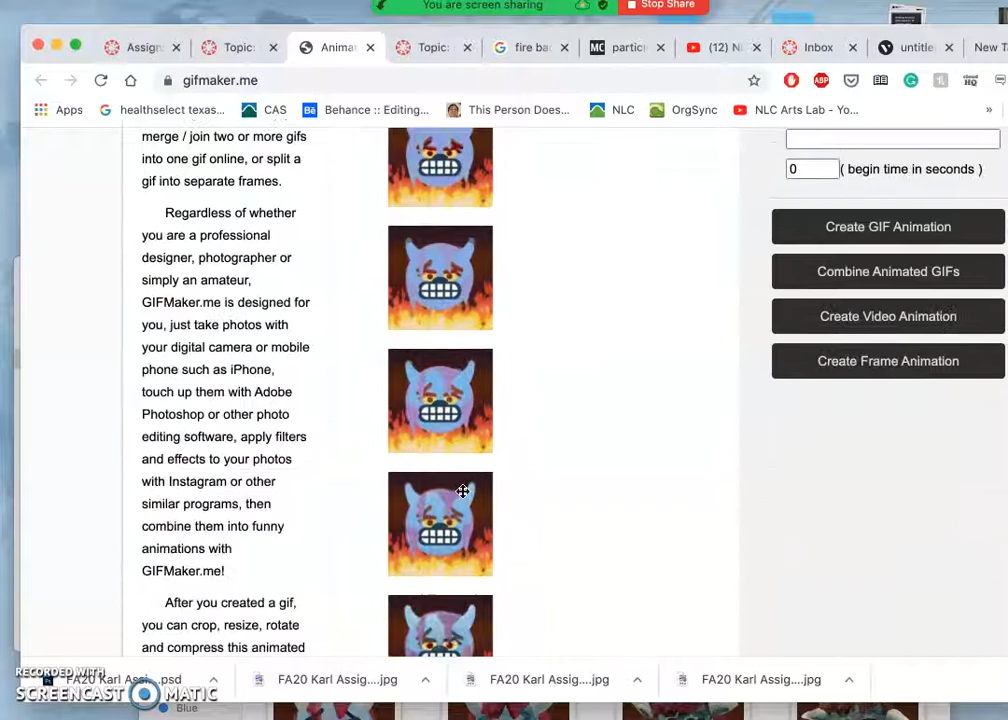 You are screen sharing
Stop Share
Assign
Topic:
Anima
Topic:
fire ba
partici
(12) N
Inbox
untitle
New T
gifmaker.me
Apps
healthselect texas...
CAS
Behance :: Editing...
This Person Does...
NLC
OrgSync
NLC Arts Lab - Yo...
»
merge / join two or more gifs
into one gif online, or split a
gif into separate frames.
Regardless of whether
you are a professional
designer, photographer or
simply an amateur,
GIFMaker.me is designed for
you, just take photos with
your digital camera or mobile
phone such as iPhone,
touch up them with Adobe
Photoshop or other photo
editing software, apply filters
and effects to your photos
with Instagram or other
similar programs, then
combine them into funny
animations with
GIFMaker.me!
After you created a gif,
you can crop, resize, rotate
and compress this animated
0 ( begin time in seconds )
Create GIF Animation
Combine Animated GIFs
Create Video Animation
Create Frame Animation
FA20 Karl Assi....psd
FA20 Karl Assig....jpg
FA20 Karl Assig....jpg
FA20 Karl Assig....jpg
RECORDED WITH
SCREENCAST MATIC
Blue